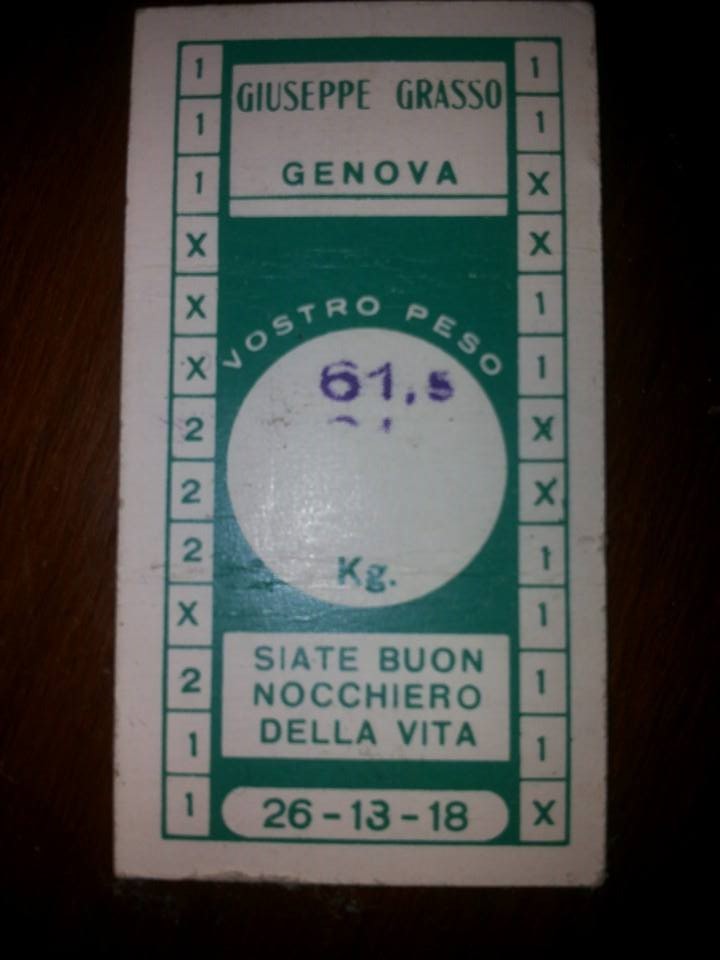 GIUSEPPE GRASSO
GENOVA
VOSTRO PESO
61,5
Kg.
SIATE BUON
NOCCHIERO
DELLA VITA
26-13-18
1
1
1
X
X
X
2
2
2
X
2
1
1
1
1
X
X
1
1
X
X
1
1
1
1
X